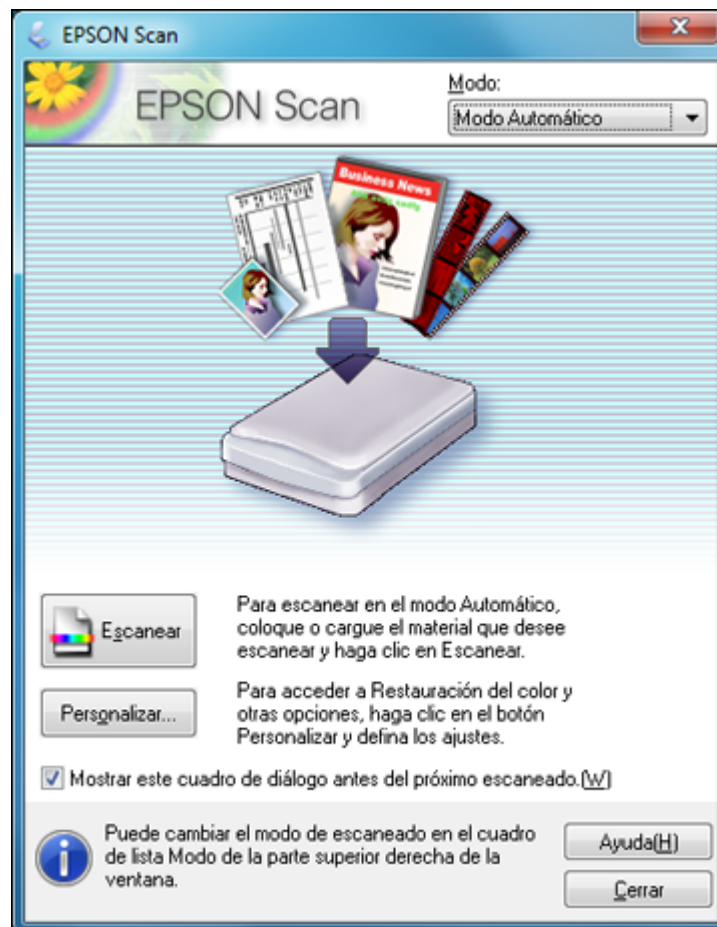 EPSON Scan
EPSON Scan
Modo:
Modo Automático
Business News
Escanear
Para escanear en el modo Automático,
coloque o cargue el material que desee
escanear y haga clic en Escanear.
Personalizar...
Para acceder a Restauración del color y
otras opciones, haga clic en el botón
Personalizar y defina los ajustes.
Mostrar este cuadro de diálogo antes del próximo escaneado.(W)
Puede cambiar el modo de escaneado en el cuadro
de lista Modo de la parte superior derecha de la
ventana.
Ayuda(H)
Cerrar